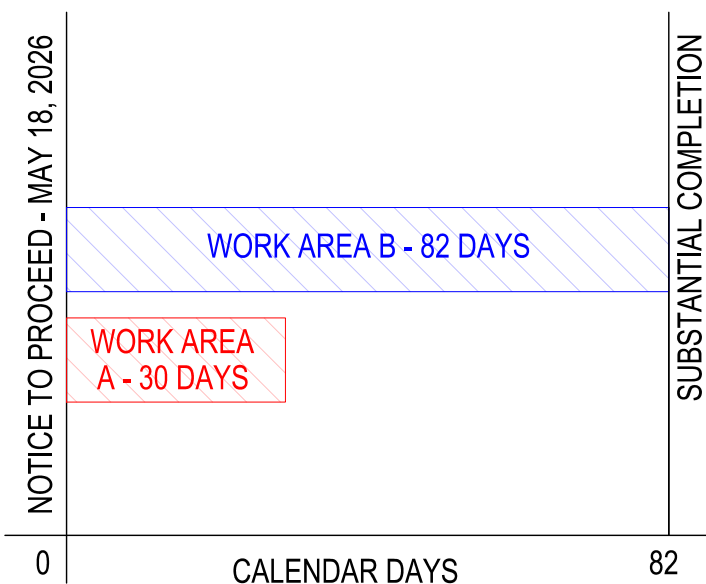 NOTICE TO PROCEED - MAY 18, 2026
WORK AREA B - 82 DAYS
WORK AREA
A - 30 DAYS
SUBSTANTIAL COMPLETION
0
CALENDAR DAYS
82